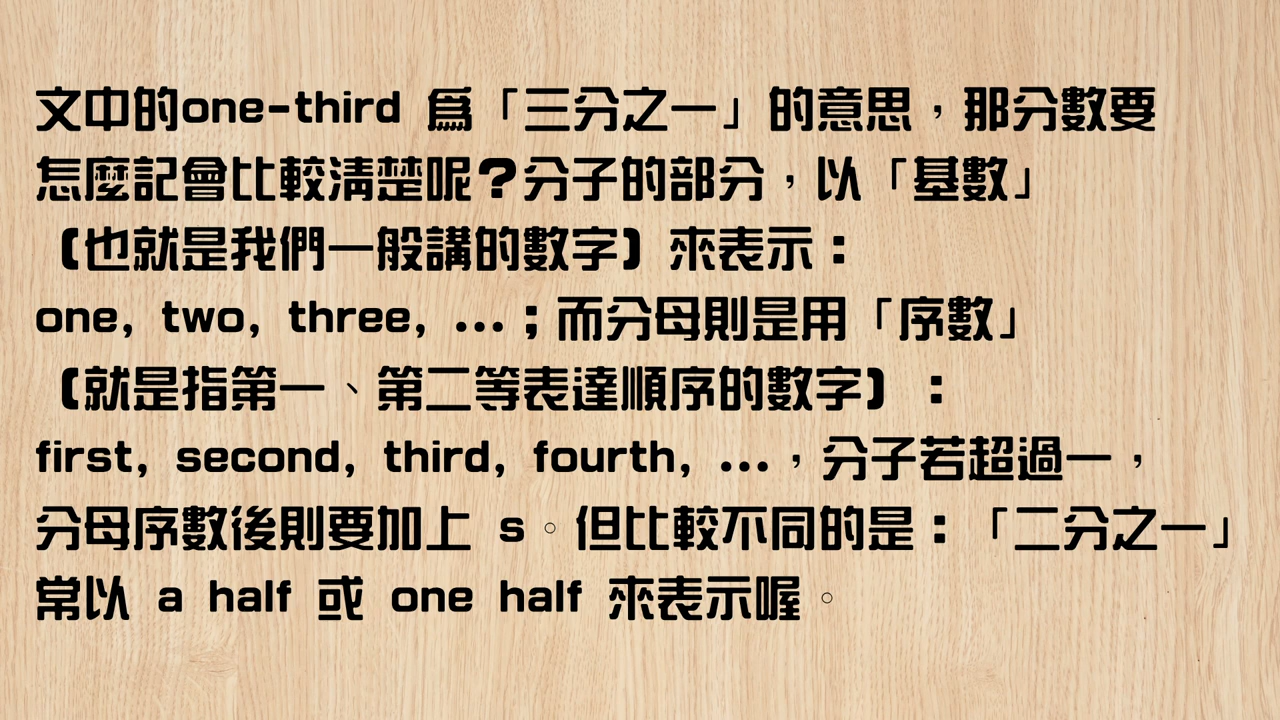 文中的one-third 為「三分之一」的意思，那分數要
怎麼記會比較清楚呢？分子的部分，以「基數」
（也就是我們一般講的數字）來表示：
one, two, three, ...；而分母則是用「序數」
（就是指第一、第二等表達順序的數字）：
first, second, third, fourth, ...，分子若超過一，
分母序數後則要加上 s。但比較不同的是：「二分之一」
常以 a half 或 one half 來表示喔。